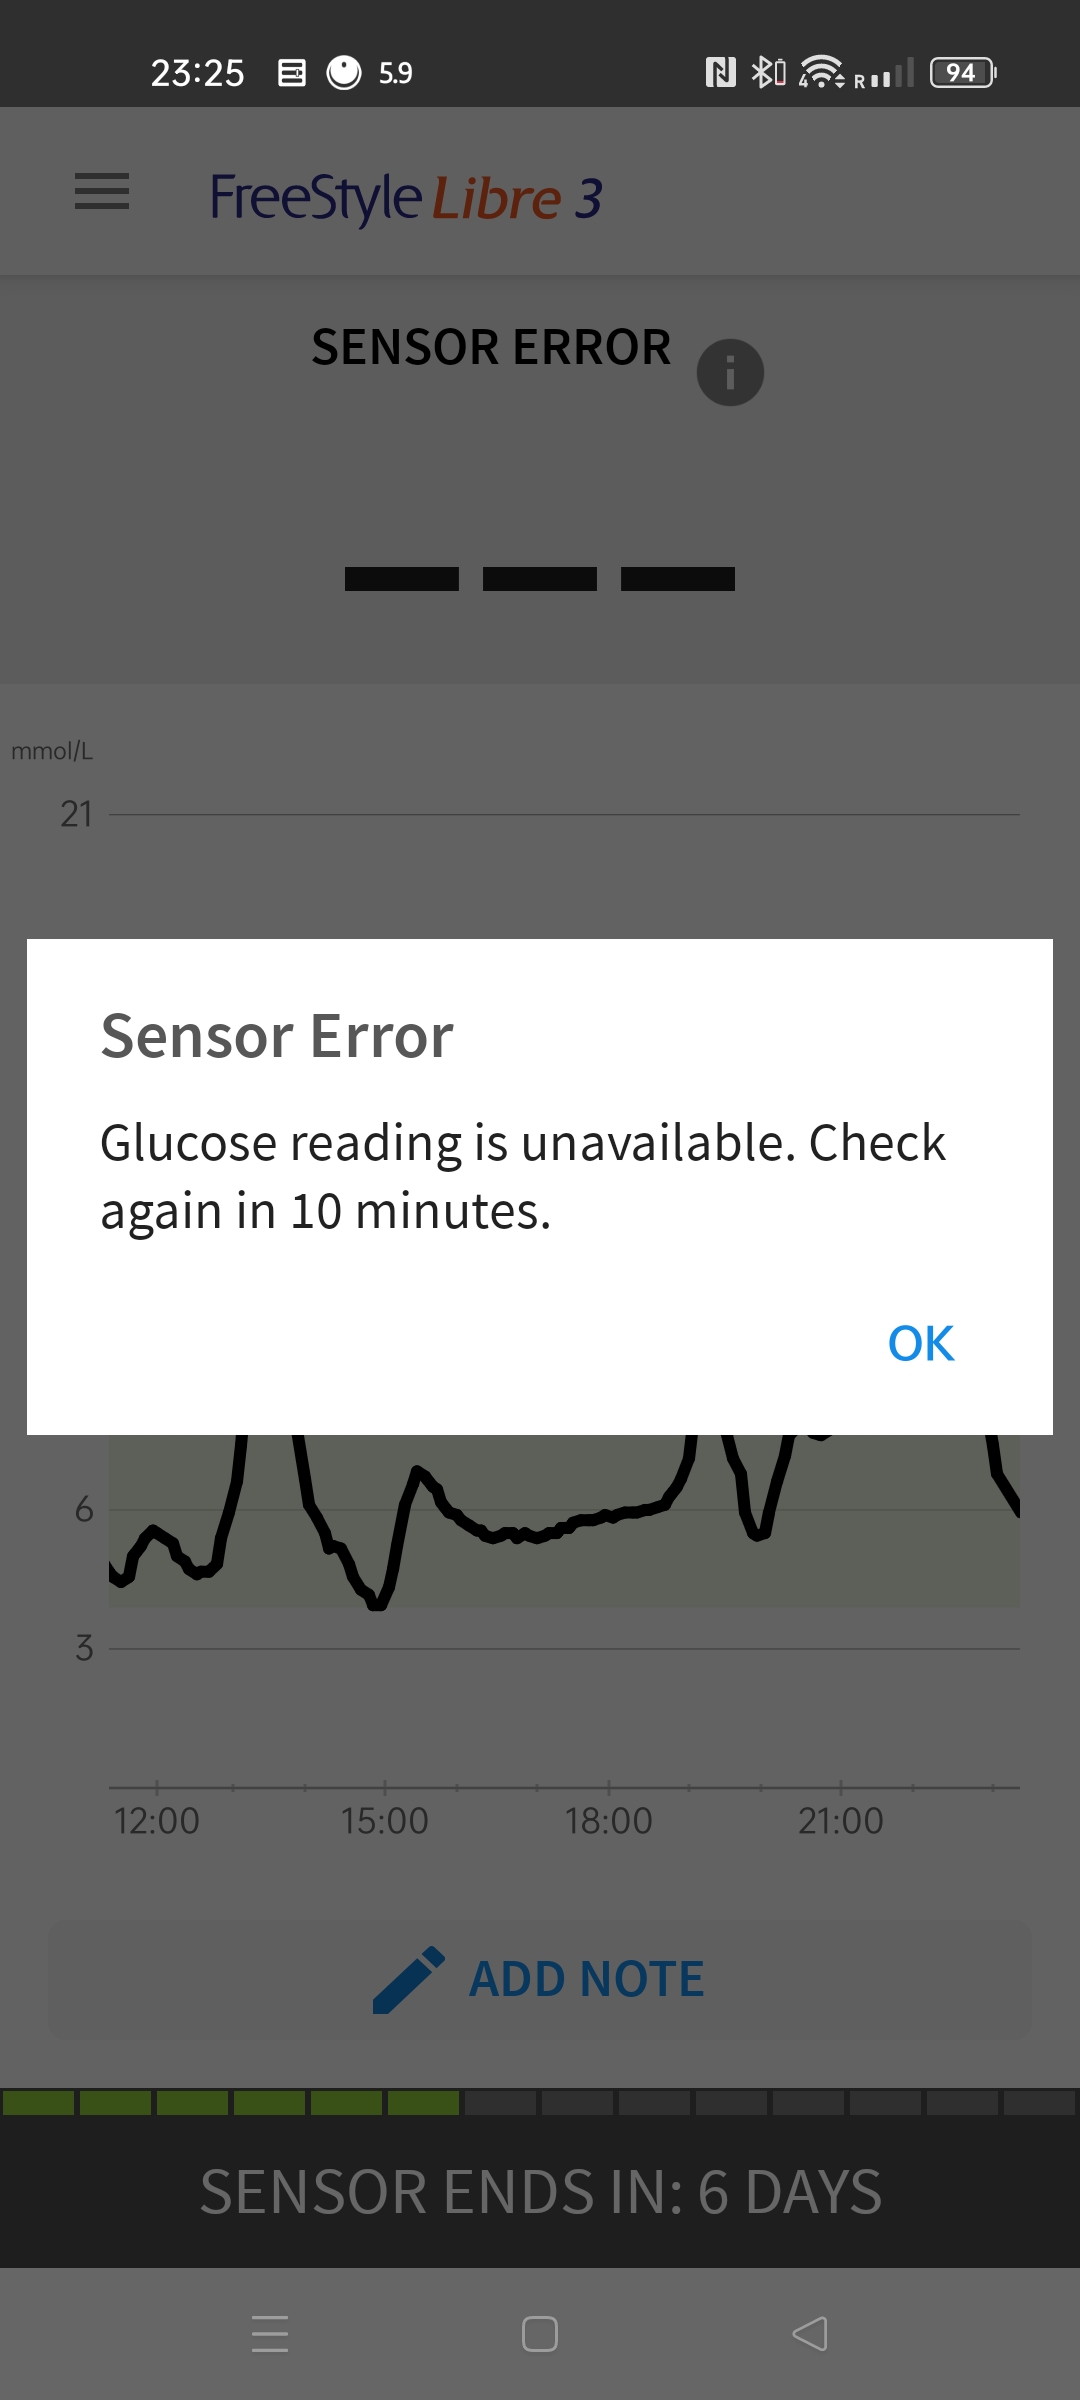 23:25 5.9 4 R 94
FreeStyle Libre 3
SENSOR ERROR i
mmol/L
21
Sensor Error
Glucose reading is unavailable. Check
again in 10 minutes.
OK
6
3
12:00 15:00 18:00 21:00
ADD NOTE
SENSOR ENDS IN: 6 DAYS